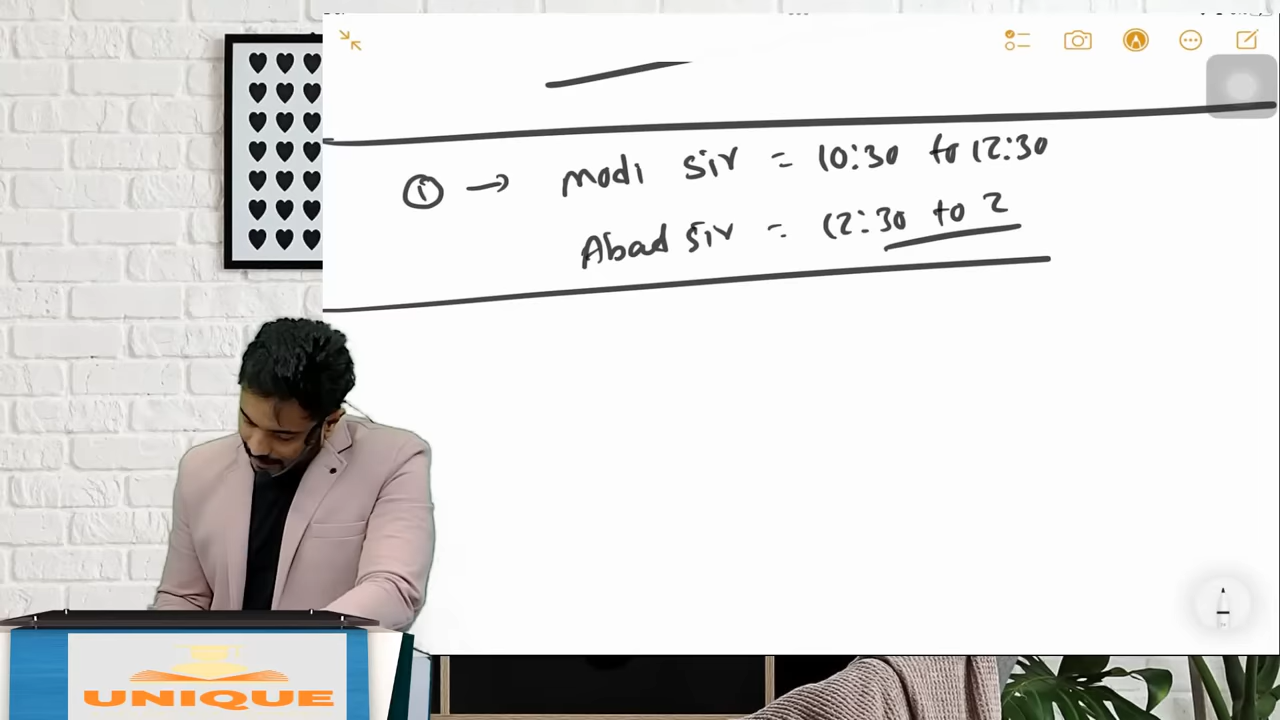 ① → modi sir = 10:30 to 12:30
Abad sir = 12:30 to 2
UNIQUE